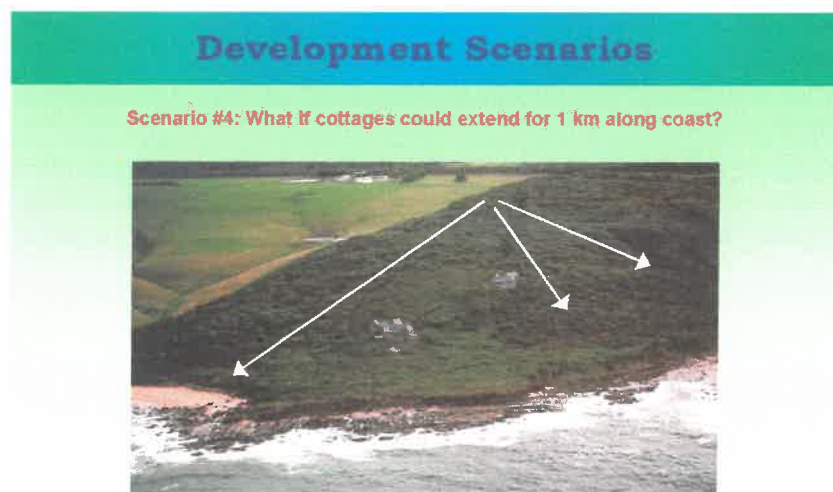 Development Scenarios
Scenario #4: What if cottages could extend for 1 km along coast?